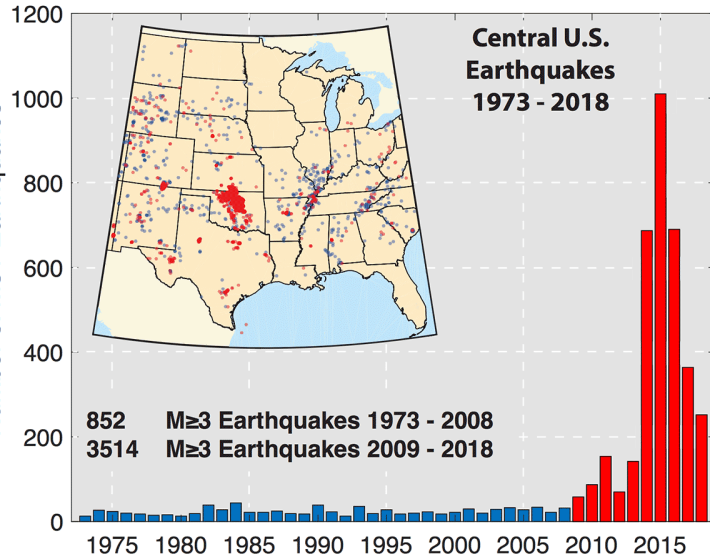 Central U.S.
Earthquakes
1973 - 2018
1200
1000
800
600
400
200
0
852 M≥3 Earthquakes 1973 - 2008
3514 M≥3 Earthquakes 2009 - 2018
1975 1980 1985 1990 1995 2000 2005 2010 2015